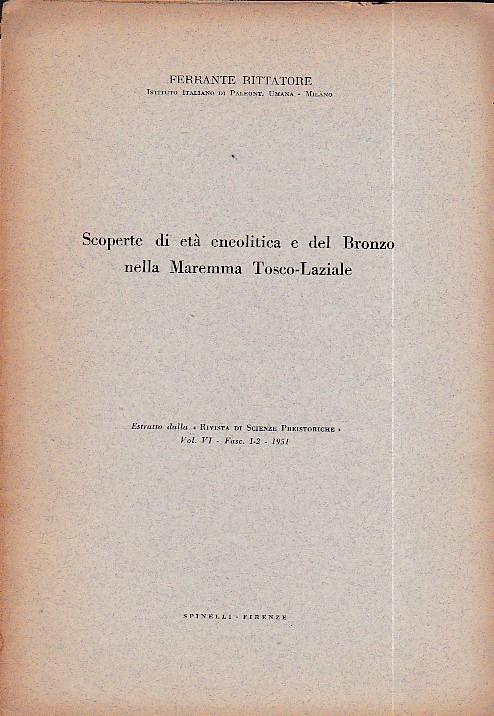 FERRANTE RITTATORE
ISTITUTO ITALIANO DI PALEONT. UMANA - MILANO
Scoperte di età eneolitica e del Bronzo
nella Maremma Tosco-Laziale
Estratto dalla « RIVISTA DI SCIENZE PREISTORICHE »
Vol. VI - Fasc. 1-2 - 1951
SPINELLI - FIRENZE